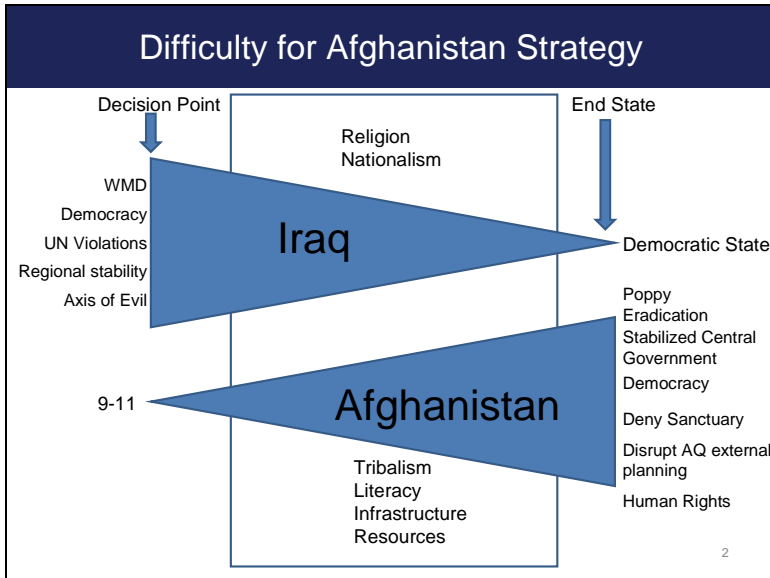 Difficulty for Afghanistan Strategy
Decision Point
End State
Religion
Nationalism
WMD
Democracy
UN Violations
Regional stability
Axis of Evil
Iraq
Democratic State
Poppy
Eradication
Stabilized Central
Government
Democracy
Deny Sanctuary
Disrupt AQ external
planning
Human Rights
9-11
Afghanistan
Tribalism
Literacy
Infrastructure
Resources
2